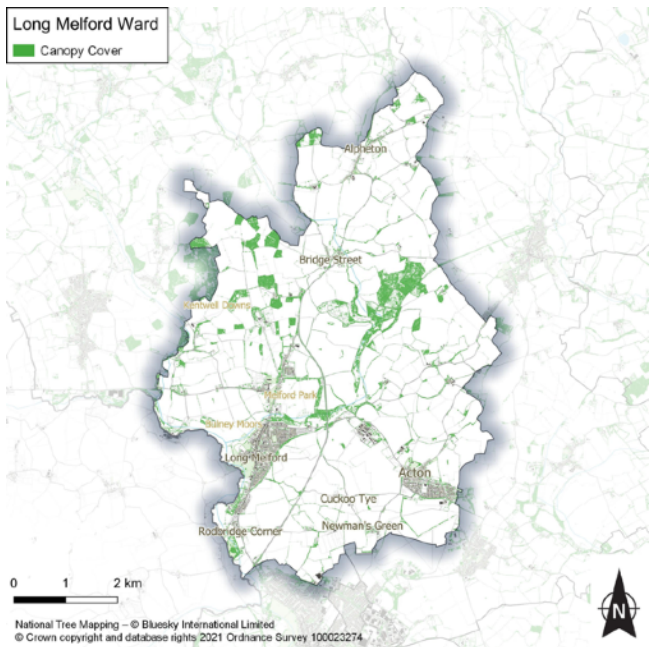 Long Melford Ward
Canopy Cover
Alpheton
Bridge Street
Kentwell Downs
Melford Park
Long Melford
Acton
Cuckoo Tye
Newman's Green
Rodbridge Corner
0 1 2 km
N
National Tree Mapping – © Bluesky International Limited
© Crown copyright and database rights 2021 Ordnance Survey 100023274